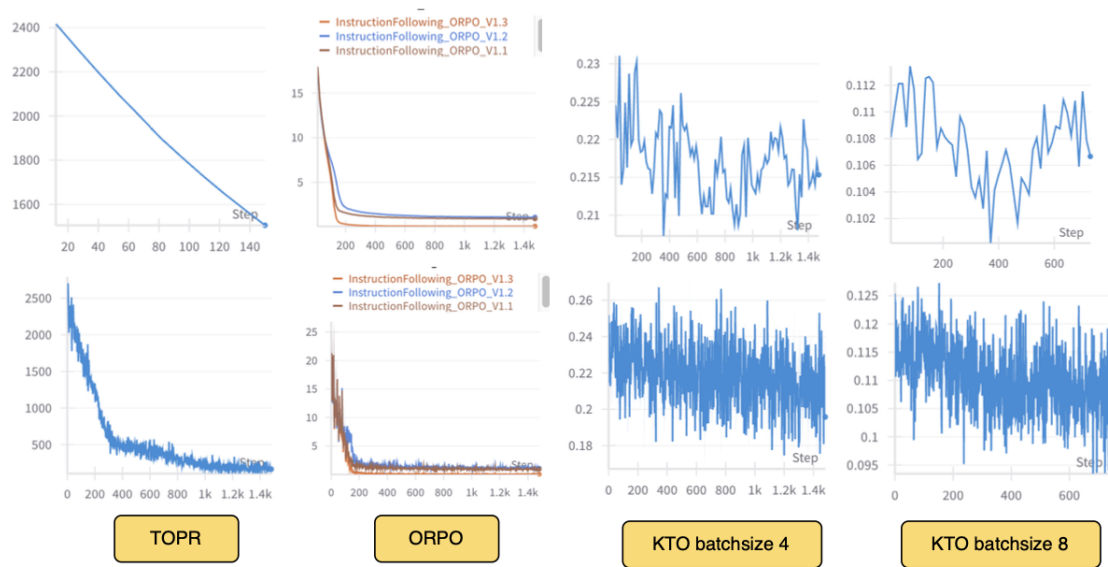 2400
2200
2000
1800
1600
Step
20 40 60 80 100 120 140
InstructionFollowing_ORPO_V1.3
InstructionFollowing_ORPO_V1.2
InstructionFollowing_ORPO_V1.1
15
10
5
Step
200 400 600 800 1k 1.2k
0.23
0.225
0.22
0.215
0.21
Step
200 400 600 800 1k 1.2k 1.4k
0.112
0.11
0.108
0.106
0.104
0.102
Step
200 400 600
2500
2000
1500
1000
500
Step
0 200 400 600 800 1k 1.2k 1.4k
InstructionFollowing_ORPO_V1.3
InstructionFollowing_ORPO_V1.2
InstructionFollowing_ORPO_V1.1
25
20
15
10
5
Step
0 200 400 600 800 1k 1.2k 1.4k
0.26
0.24
0.22
0.2
0.18
Step
0 200 400 600 800 1k 1.2k 1.4k
0.125
0.12
0.115
0.11
0.105
0.1
0.095
Step
0 200 400 600
TOPR
ORPO
KTO batchsize 4
KTO batchsize 8